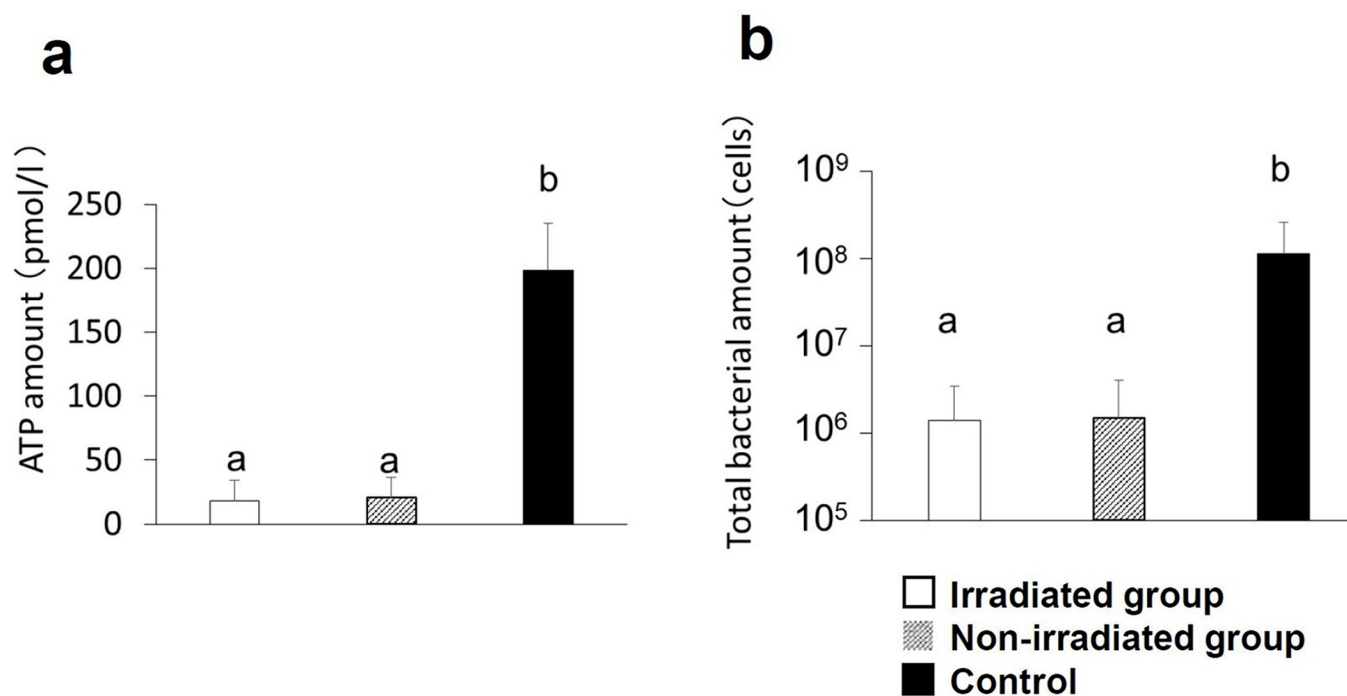 a
ATP amount (pmol/l)
250
200
150
100
50
0
a
a
b
b
Total bacterial amount(cells)
10⁹
10⁸
10⁷
10⁶
10⁵
a
a
b
Irradiated group
Non-irradiated group
Control